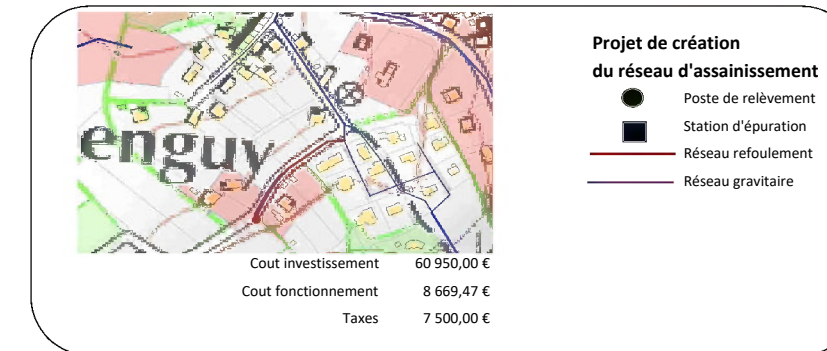 enguy
Cout investissement 60 950,00 €
Cout fonctionnement 8 669,47 €
Taxes 7 500,00 €
Projet de création
du réseau d'assainissement
Poste de relèvement
Station d'épuration
Réseau refoulement
Réseau gravitaire